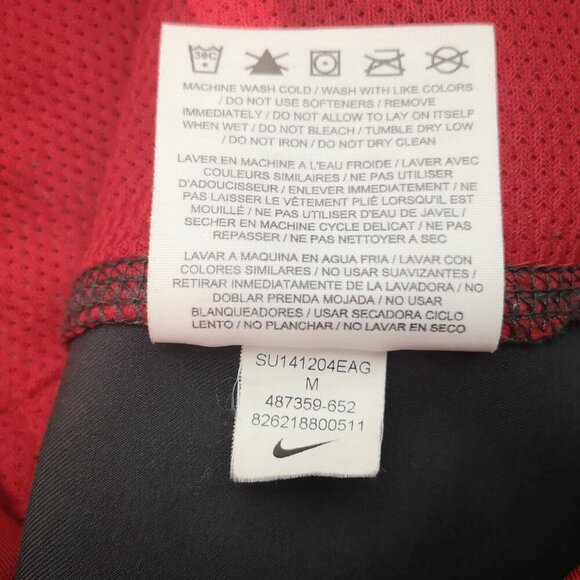 30C
MACHINE WASH COLD / WASH WITH LIKE COLORS
/ DO NOT USE SOFTENERS / REMOVE
IMMEDIATELY / DO NOT ALLOW TO LAY ON ITSELF
WHEN WET / DO NOT BLEACH / TUMBLE DRY LOW
/ DO NOT IRON / DO NOT DRY CLEAN
LAVER EN MACHINE A L'EAU FROIDE / LAVER AVEC
COULEURS SIMILAIRES / NE PAS UTILISER
D'ADOUCISSEUR / ENLEVER IMMEDIATEMENT / NE
PAS LAISSER LE VÊTEMENT PLIÉ LORSQU'IL EST
MOUILLÉ / NE PAS UTILISER D'EAU DE JAVEL /
SECHER EN MACHINE CYCLE DELICAT / NE PAS
REPASSER / NE PAS NETTOYER A SEC
LAVAR A MAQUINA EN AGUA FRIA / LAVAR CON
COLORES SIMILARES / NO USAR SUAVIZANTES /
RETIRAR INMEDIATAMENTE DE LA LAVADORA / NO
DOBLAR PRENDA MOJADA / NO USAR
BLANQUEADORES / USAR SECADORA CICLO
LENTO / NO PLANCHAR / NO LAVAR EN SECO
SU141204EAG
M
487359-652
826218800511